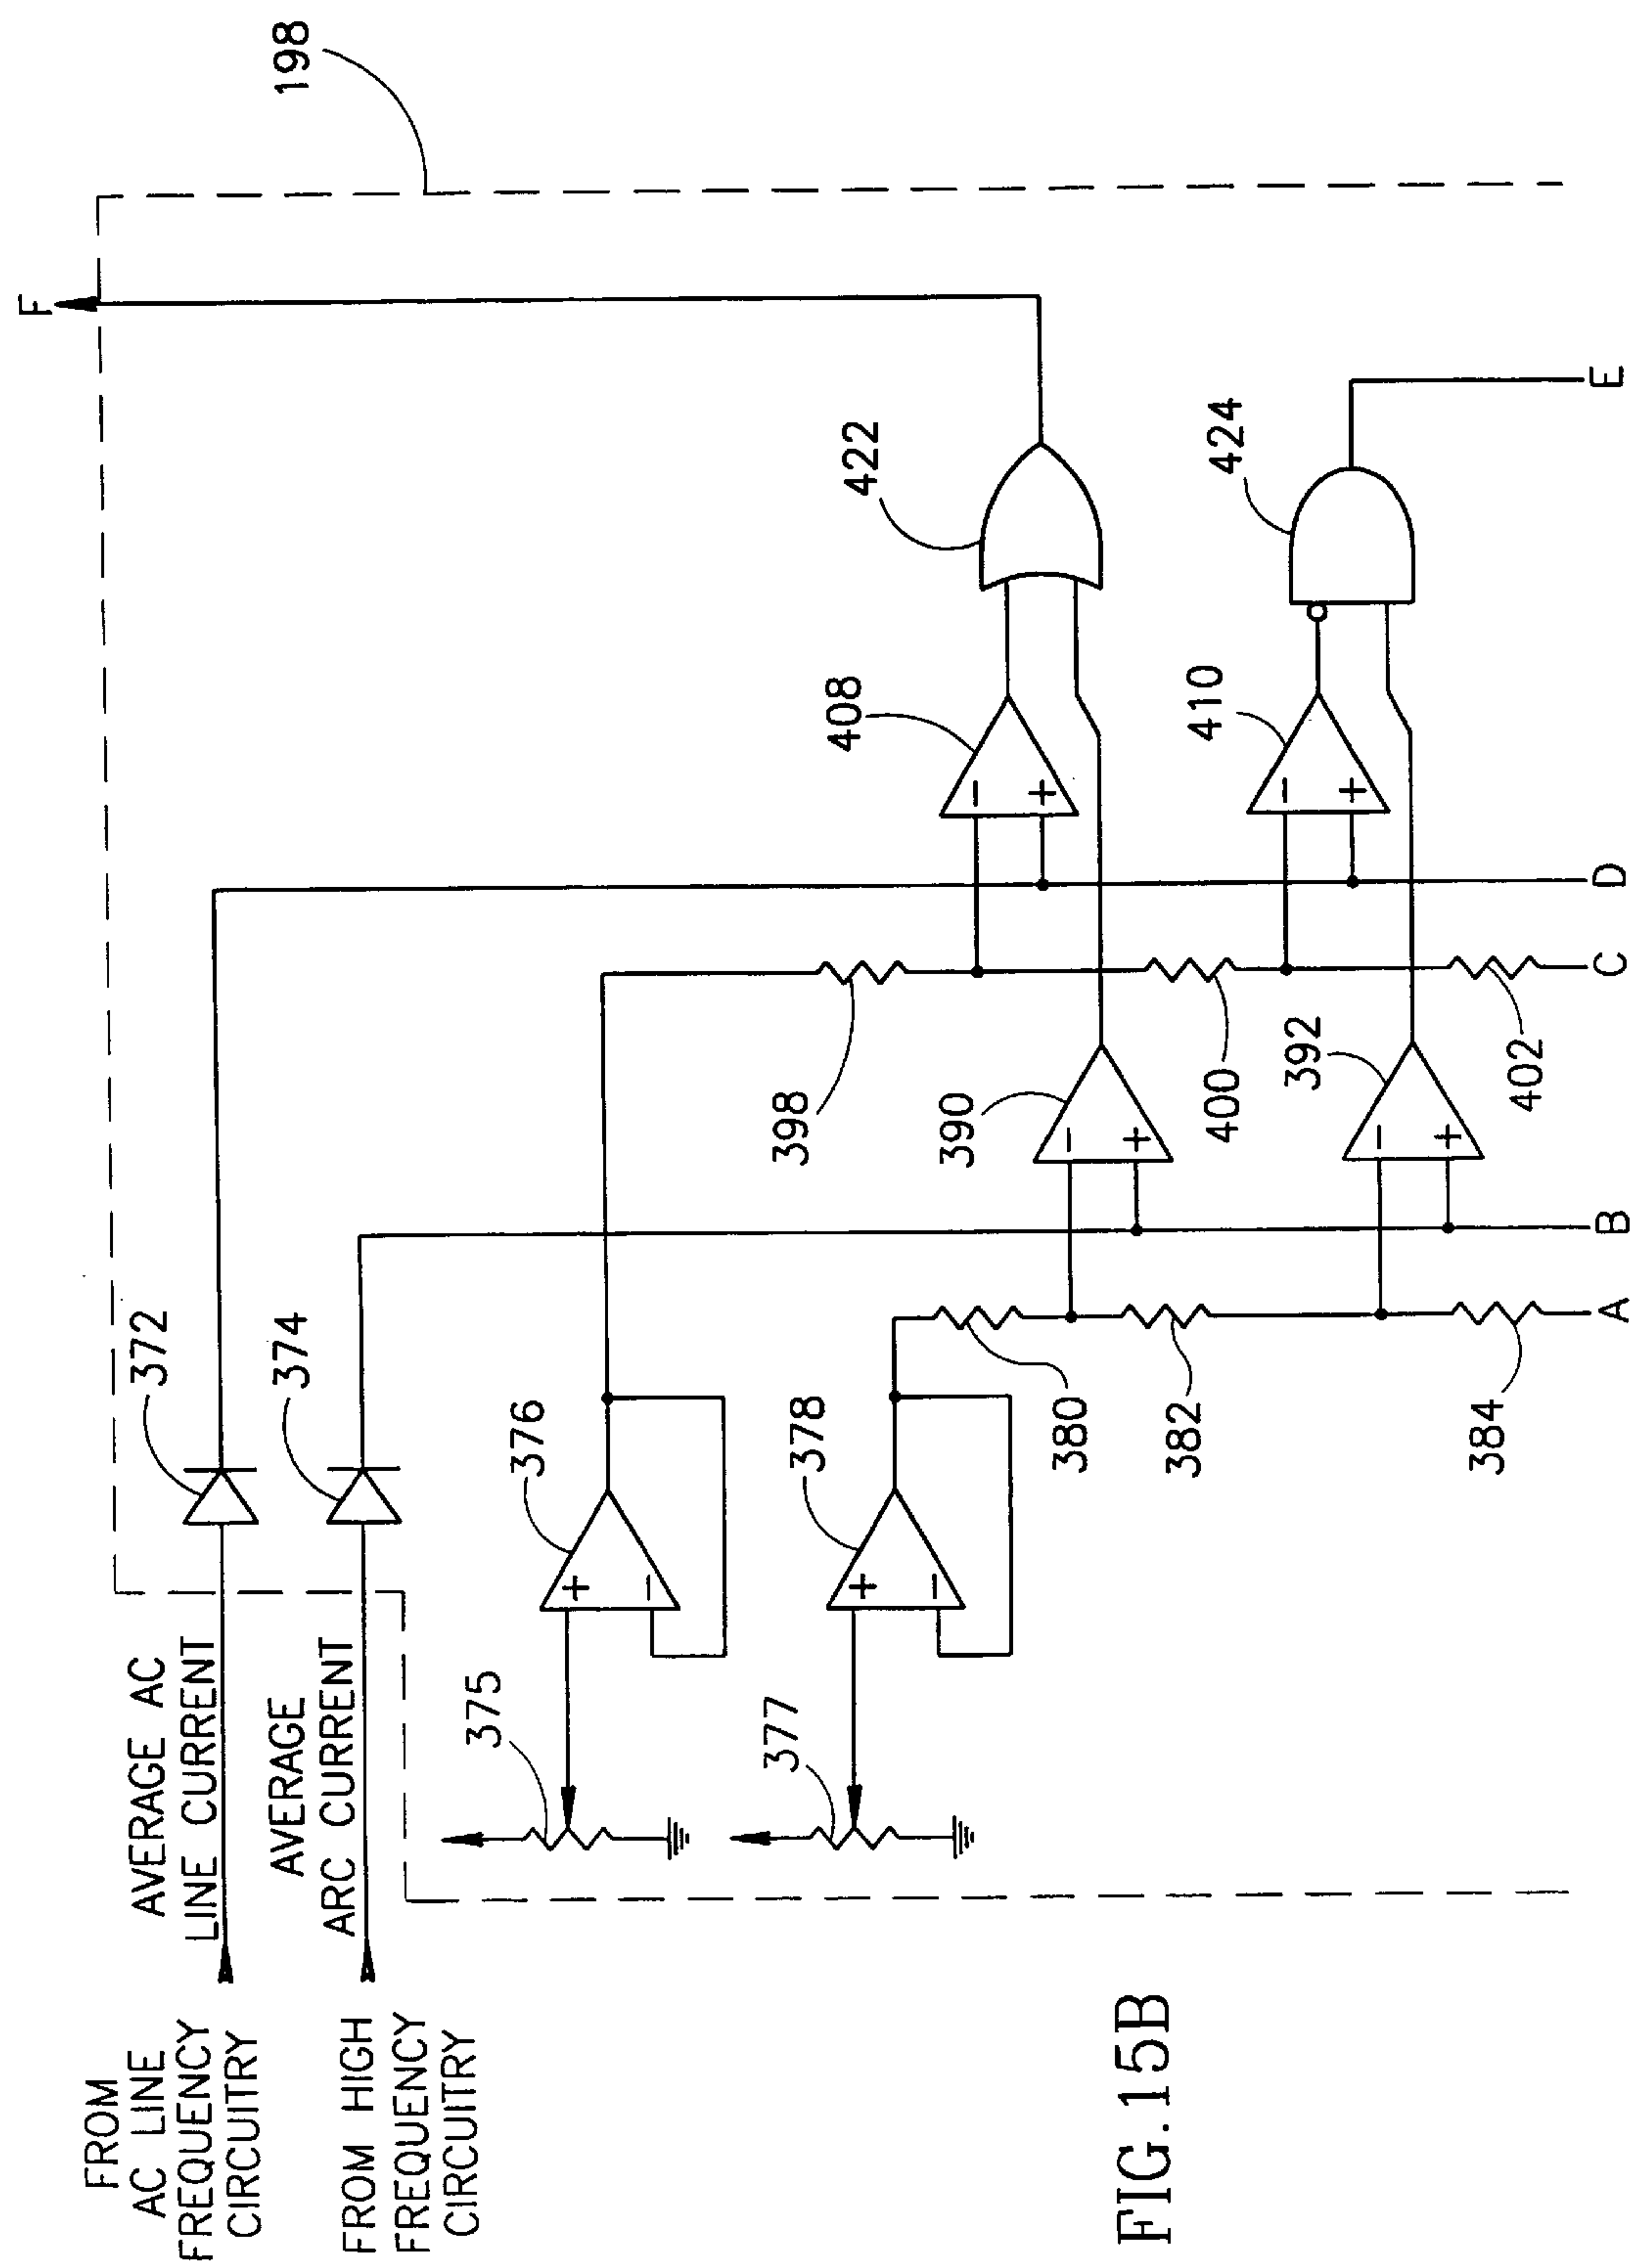 FROM
AC LINE
FREQUENCY
CIRCUITRY
AVERAGE AC
LINE CURRENT
FROM HIGH
FREQUENCY
CIRCUITRY
AVERAGE
ARC CURRENT
372
374
198
F
375
376
377
378
380
382
384
390
392
398
400
402
408
410
422
424
+
−
+
−
−
+
−
+
−
+
−
+
A
B
C
D
E
FIG.15B